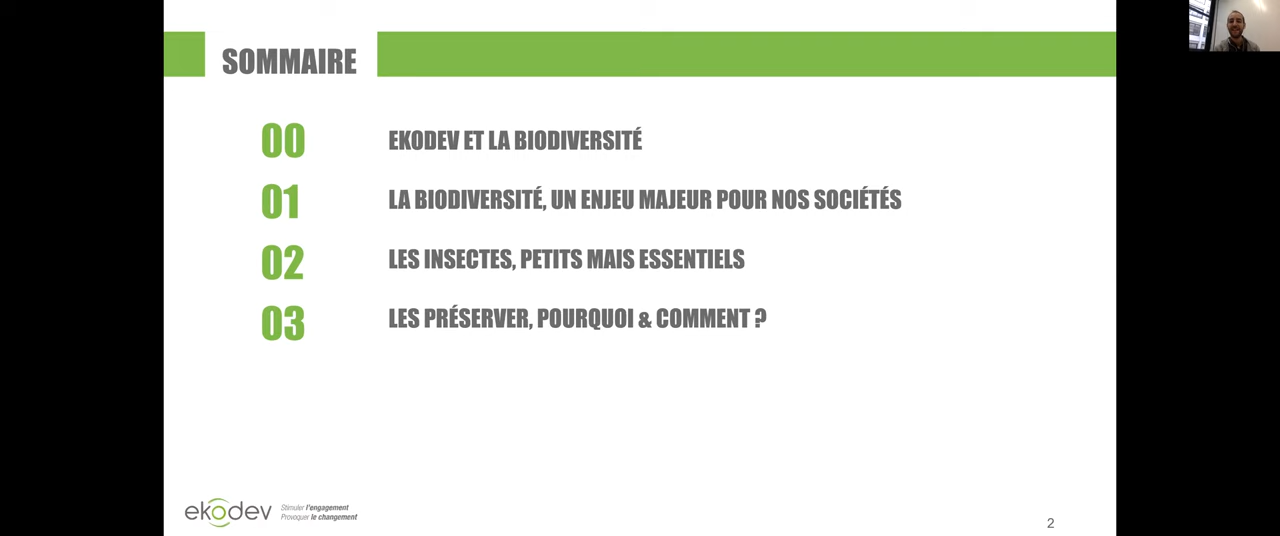 SOMMAIRE
00 EKODEV ET LA BIODIVERSITÉ
01 LA BIODIVERSITÉ, UN ENJEU MAJEUR POUR NOS SOCIÉTÉS
02 LES INSECTES, PETITS MAIS ESSENTIELS
03 LES PRÉSERVER, POURQUOI & COMMENT ?
ekodev
Stimuler l'engagement
Provoquer le changement
2